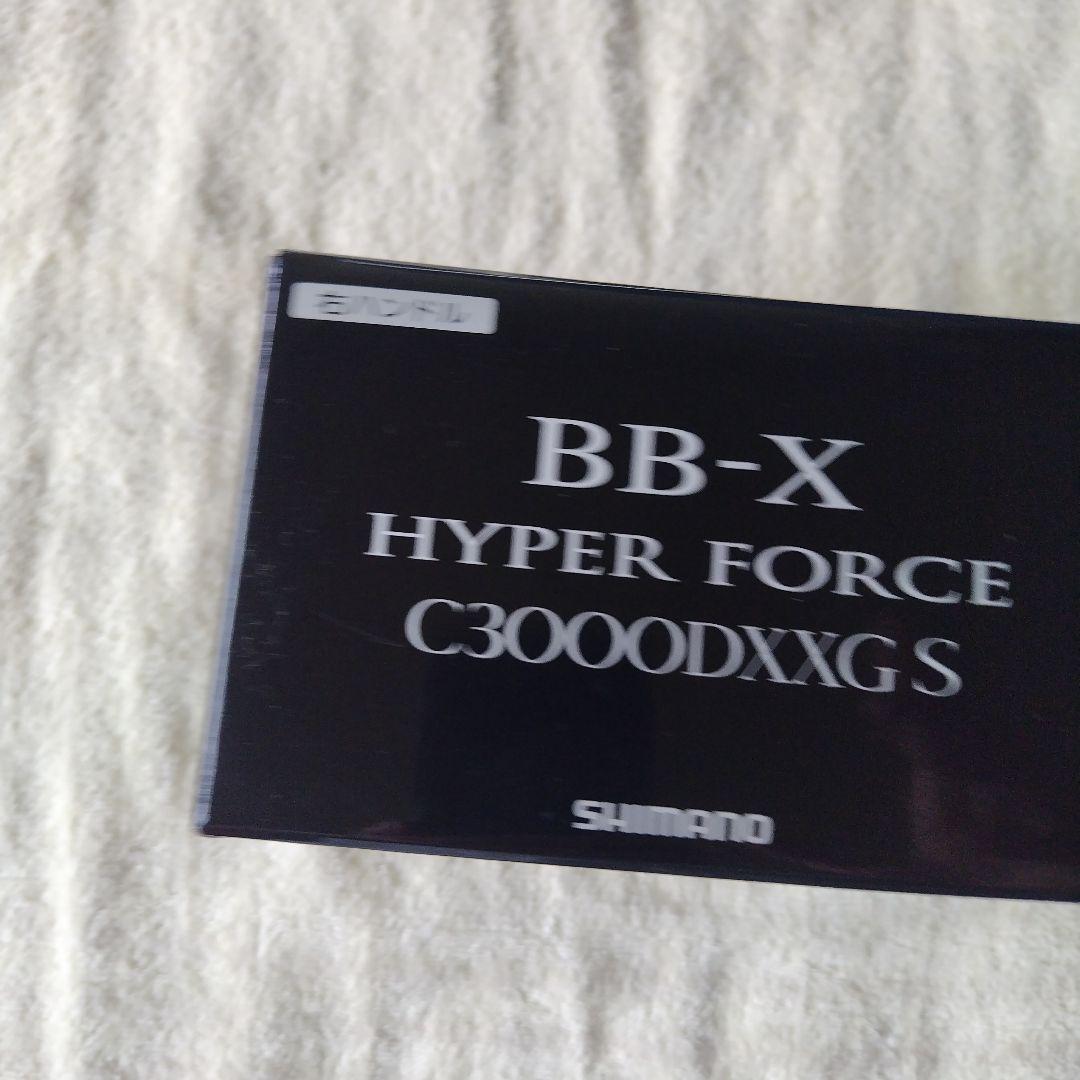 右ハンドル
BB-X
HYPER FORCE
C3000DXXG S
SHIMANO